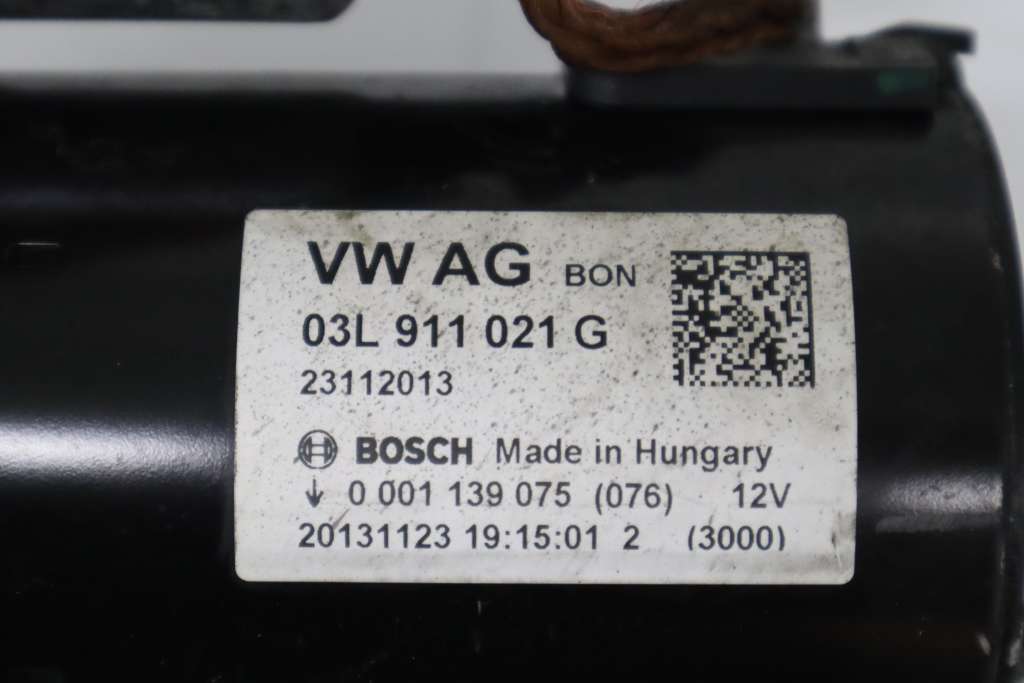 VW AG BON
03L 911 021 G
23112013
BOSCH Made in Hungary
0 001 139 075 (076) 12V
20131123 19:15:01 2 (3000)